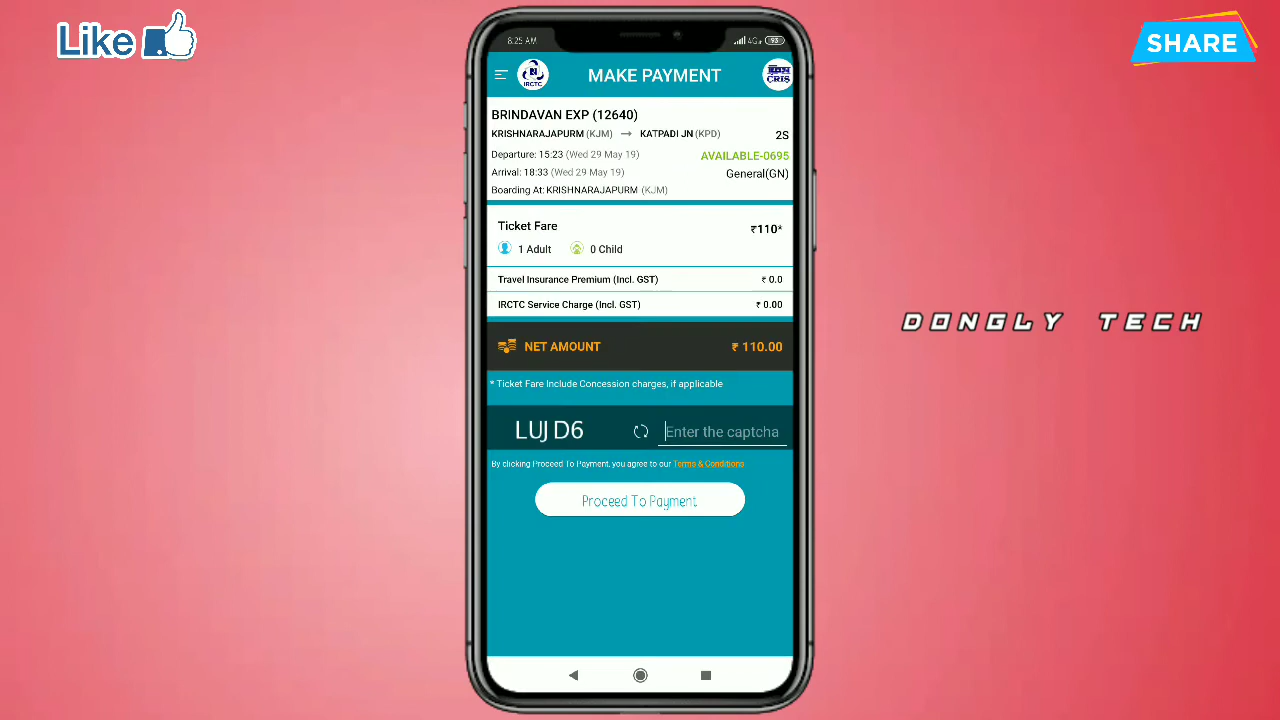 Like
SHARE
8:25 AM
4G
93
IRCTC
MAKE PAYMENT
CRIS
BRINDAVAN EXP (12640)
KRISHNARAJAPURM (KJM) → KATPADI JN (KPD)
2S
Departure: 15:23 (Wed 29 May 19)
AVAILABLE-0695
Arrival: 18:33 (Wed 29 May 19)
General(GN)
Boarding At: KRISHNARAJAPURM (KJM)
Ticket Fare
₹110*
1 Adult
0 Child
Travel Insurance Premium (Incl. GST)
₹ 0.0
IRCTC Service Charge (Incl. GST)
₹ 0.00
NET AMOUNT
₹ 110.00
* Ticket Fare Include Concession charges, if applicable
LUJD6
Enter the captcha
By clicking Proceed To Payment, you agree to our Terms & Conditions
Proceed To Payment
DONGLY TECH